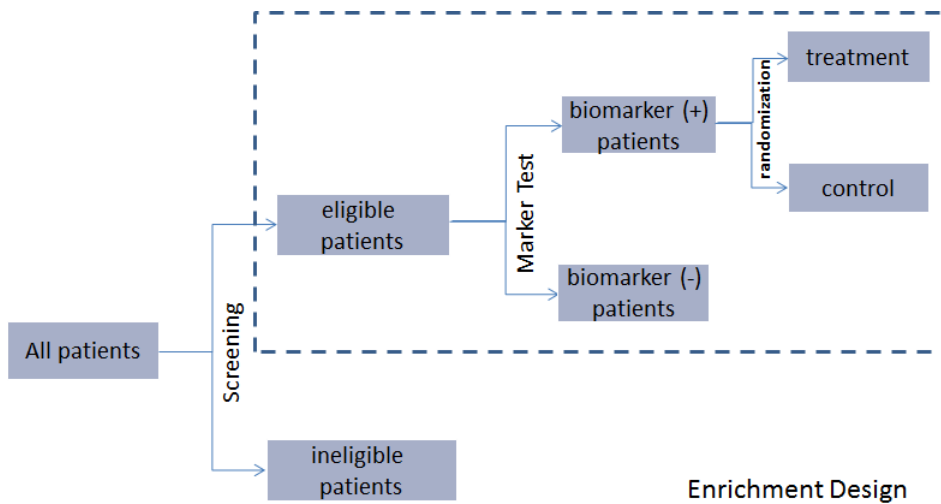 treatment
randomization
biomarker (+)
patients
control
eligible
patients
Marker Test
biomarker (-)
patients
All patients
Screening
ineligible
patients
Enrichment Design